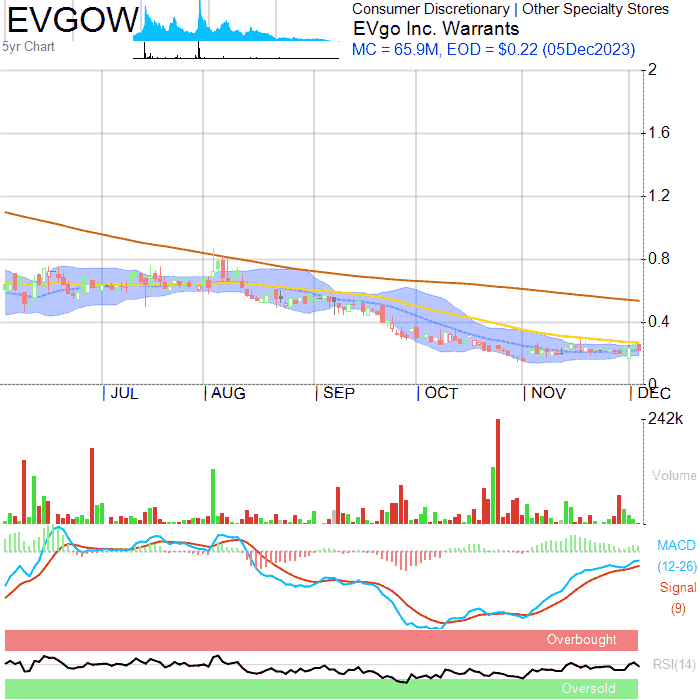 EVGOW
5yr Chart
Consumer Discretionary | Other Specialty Stores
EVgo Inc. Warrants
MC = 65.9M, EOD = $0.22 (05Dec2023)
2
1.6
1.2
0.8
0.4
0
JUL
AUG
SEP
OCT
NOV
DEC
242k
Volume
MACD
(12-26)
Signal
(9)
Overbought
RSI(14)
Oversold